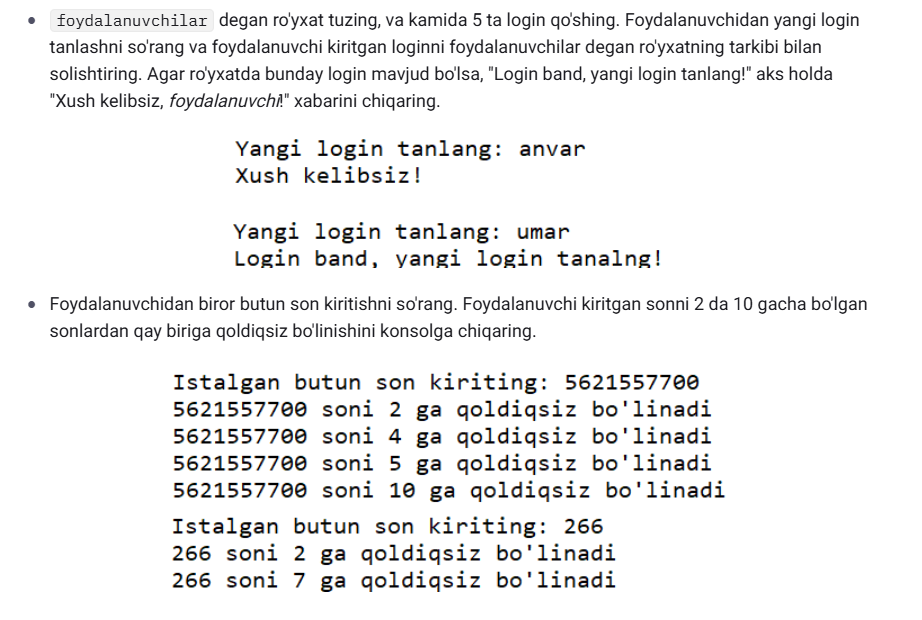 foydalanuvchilar degan ro'yxat tuzing, va kamida 5 ta login qo'shing. Foydalanuvchidan yangi login
tanlashni so'rang va foydalanuvchi kiritgan loginni foydalanuvchilar degan ro'yxatning tarkibi bilan
solishtiring. Agar ro'yxatda bunday login mavjud bo'lsa, "Login band, yangi login tanlang!" aks holda
"Xush kelibsiz, foydalanuvchi!" xabarini chiqaring.
Yangi login tanlang: anvar
Xush kelibsiz!
Yangi login tanlang: umar
Login band, yangi login tanalng!
Foydalanuvchidan biror butun son kiritishni so'rang. Foydalanuvchi kiritgan sonni 2 da 10 gacha bo'lgan
sonlardan qay biriga qoldiqsiz bo'linishini konsolga chiqaring.
Istalgan butun son kiriting: 5621557700
5621557700 soni 2 ga qoldiqsiz bo'linadi
5621557700 soni 4 ga qoldiqsiz bo'linadi
5621557700 soni 5 ga qoldiqsiz bo'linadi
5621557700 soni 10 ga qoldiqsiz bo'linadi
Istalgan butun son kiriting: 266
266 soni 2 ga qoldiqsiz bo'linadi
266 soni 7 ga qoldiqsiz bo'linadi